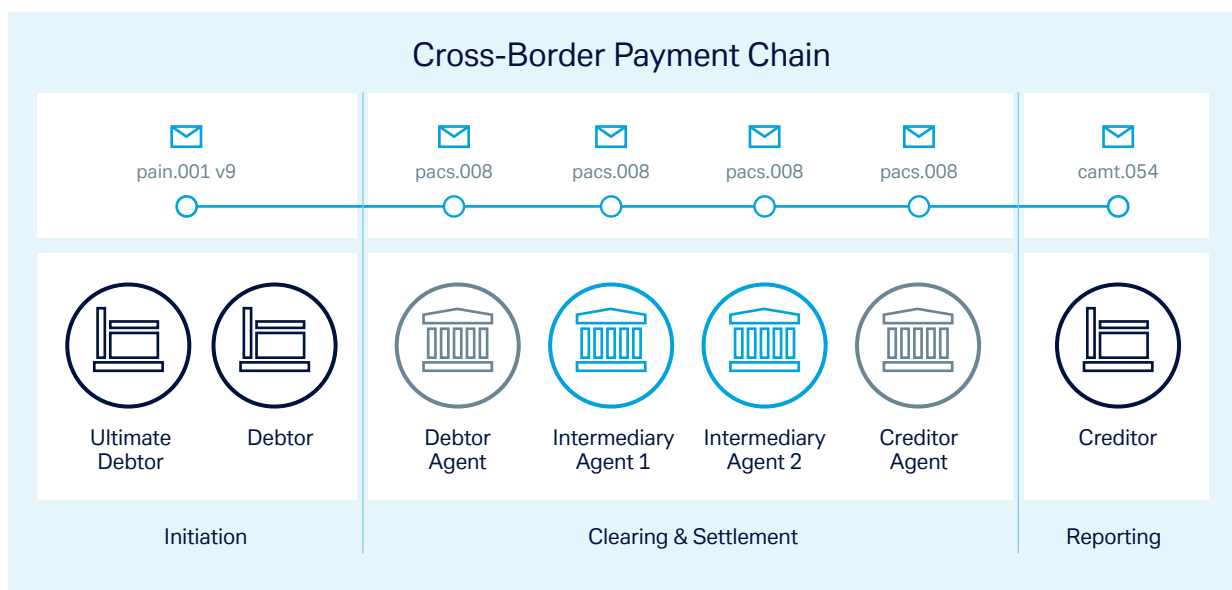 Cross-Border Payment Chain
pain.001 v9
pacs.008
pacs.008
pacs.008
pacs.008
camt.054
Ultimate
Debtor
Debtor
Debtor
Agent
Intermediary
Agent 1
Intermediary
Agent 2
Creditor
Agent
Creditor
Initiation
Clearing & Settlement
Reporting